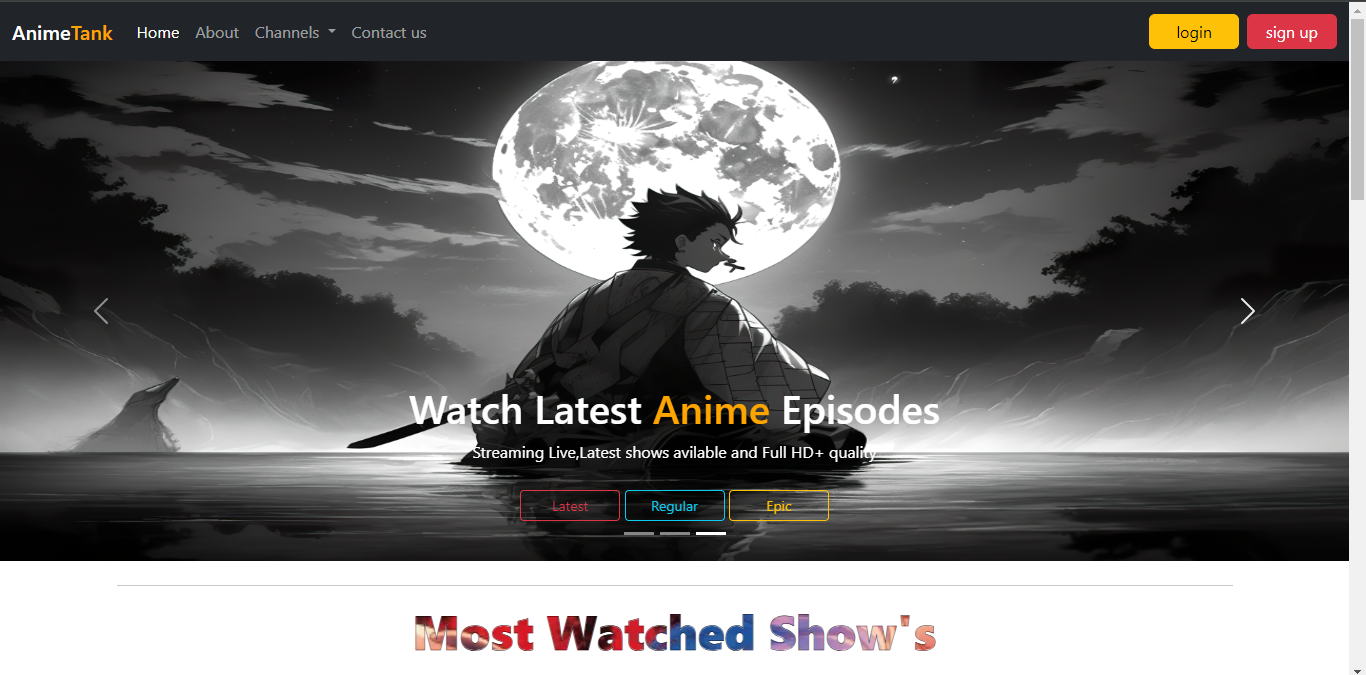 AnimeTank Home About Channels Contact us login sign up
Watch Latest Anime Episodes
Streaming Live,Latest shows avilable and Full HD+ quality
Latest Regular Epic
Most Watched Show's